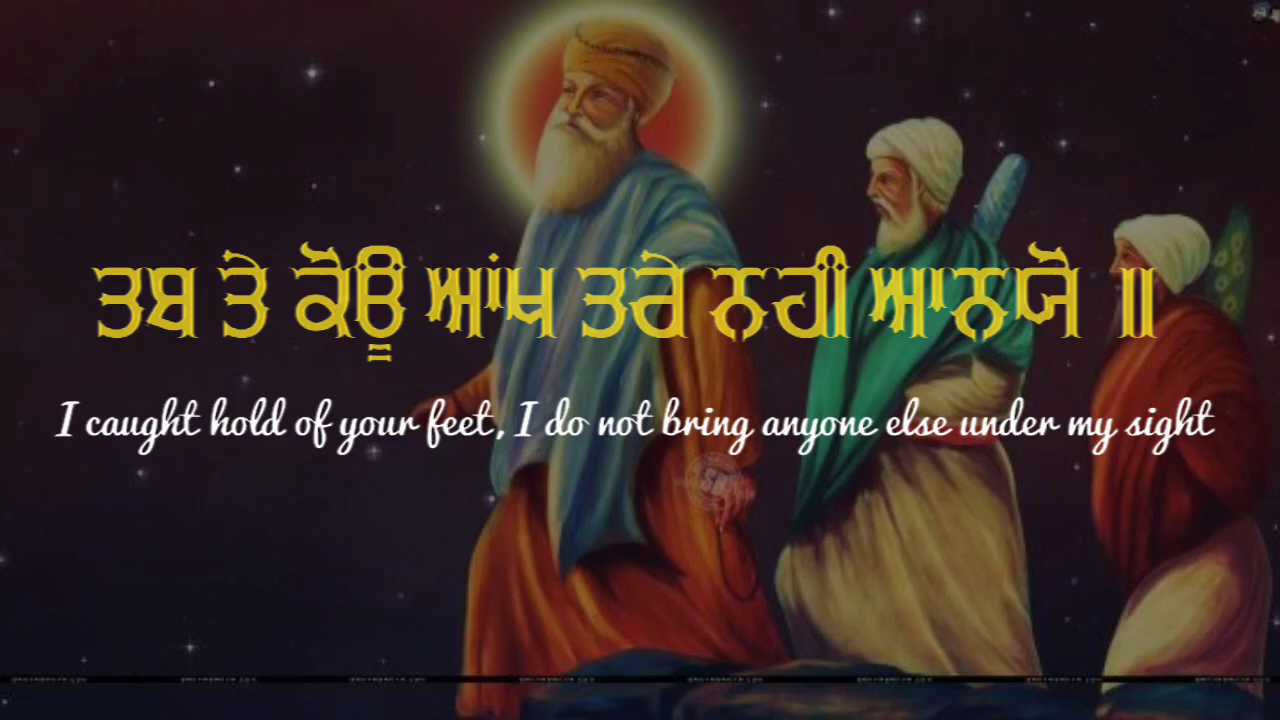 ਤਬ ਤੇ ਕੋਊ ਆਂਖ ਤਰੇ ਨਹੀ ਆਨਯੋ ॥
I caught hold of your feet, I do not bring anyone else under my sight